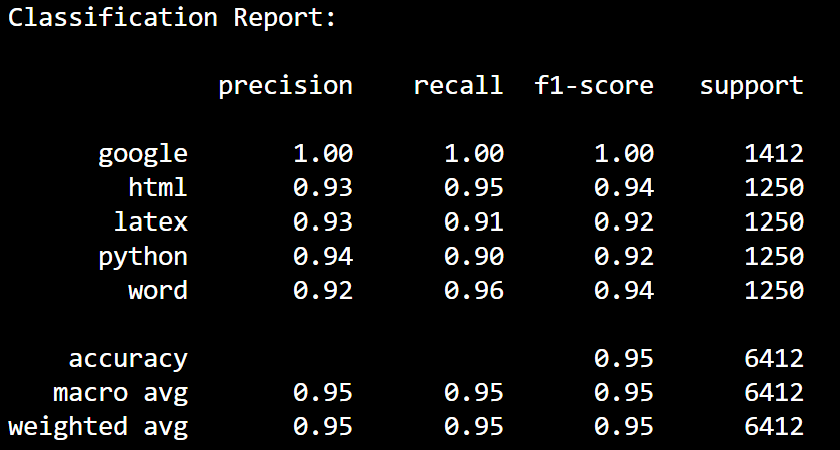 Classification Report:
precision recall f1-score support
google 1.00 1.00 1.00 1412
html 0.93 0.95 0.94 1250
latex 0.93 0.91 0.92 1250
python 0.94 0.90 0.92 1250
word 0.92 0.96 0.94 1250
accuracy 0.95 6412
macro avg 0.95 0.95 0.95 6412
weighted avg 0.95 0.95 0.95 6412